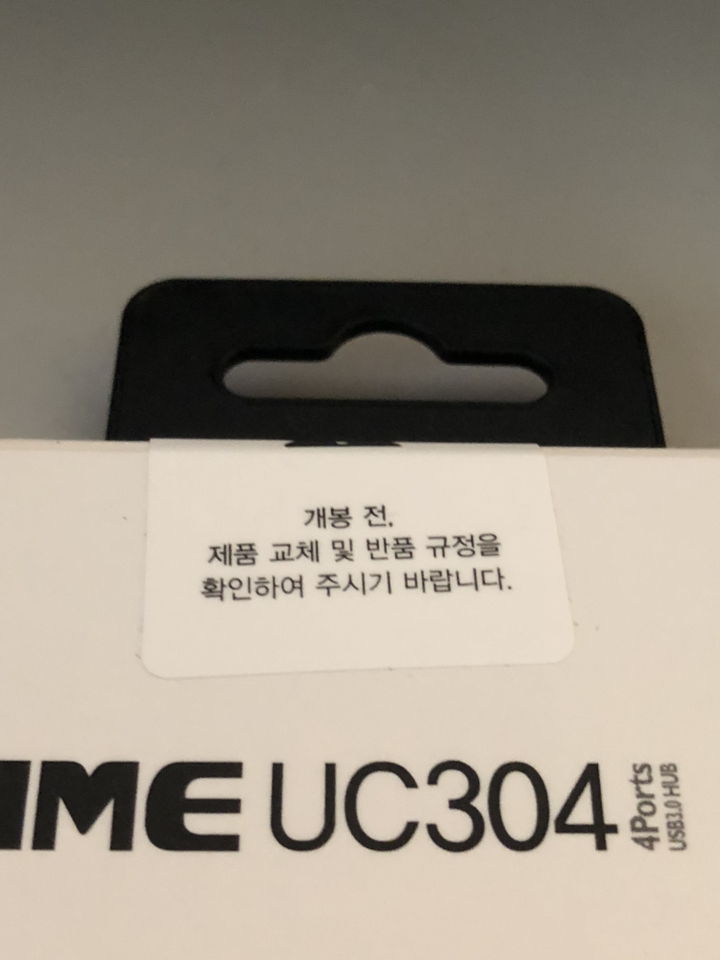 개봉 전,
제품 교체 및 반품 규정을
확인하여 주시기 바랍니다.
UC304
4Ports
USB3.0 HUB